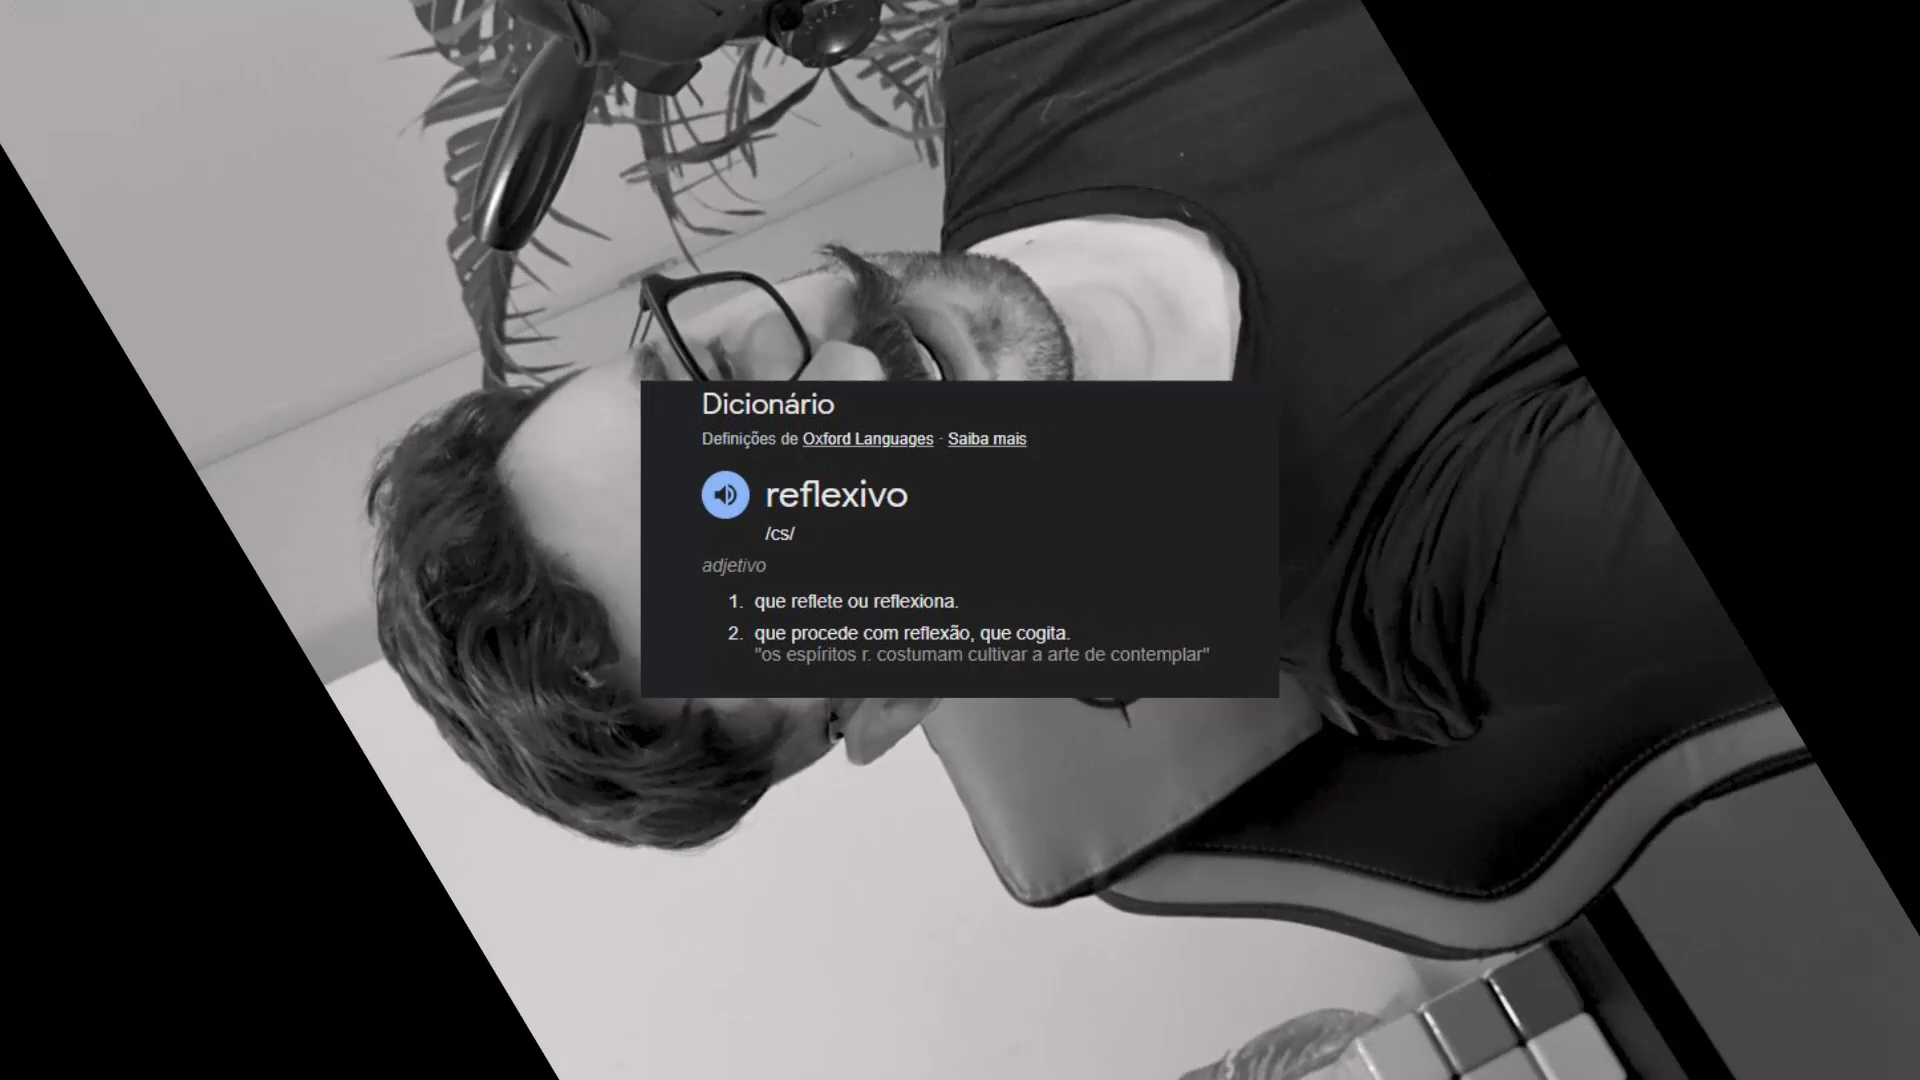 Dicionário
Definições de Oxford Languages · Saiba mais
reflexivo
/cs/
adjetivo
1. que reflete ou reflexiona.
2. que procede com reflexão, que cogita.
"os espíritos r. costumam cultivar a arte de contemplar"